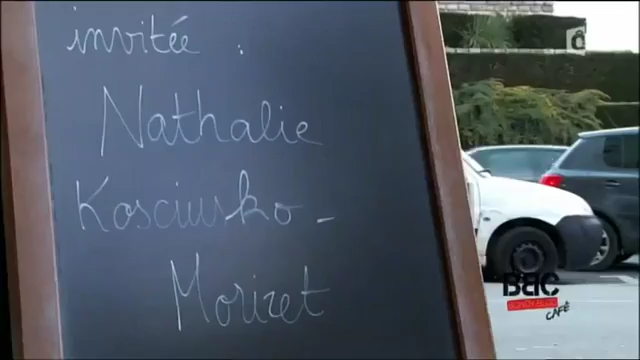 invitée :
Nathalie
Kosciusko -
Morizet
BBC
CAFÉ